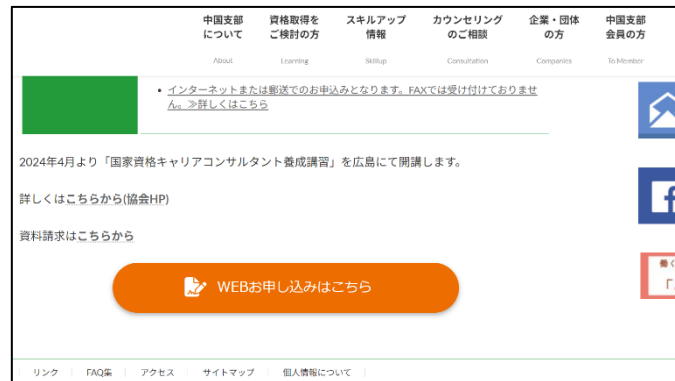 中国支部 資格取得を スキルアップ カウンセリング 企業・団体 中国支部
について ご検討の方 情報 のご相談 の方 会員の方
About Learning Skillup Consultation Companies To Member
• インターネットまたは郵送でのお申込みとなります。FAXでは受け付けておりませ
ん。≫詳しくはこちら
2024年4月より「国家資格キャリアコンサルタント養成講習」を広島にて開講します。
詳しくはこちらから(協会HP)
資料請求はこちらから
WEBお申し込みはこちら
働く
リンク FAQ集 アクセス サイトマップ 個人情報について